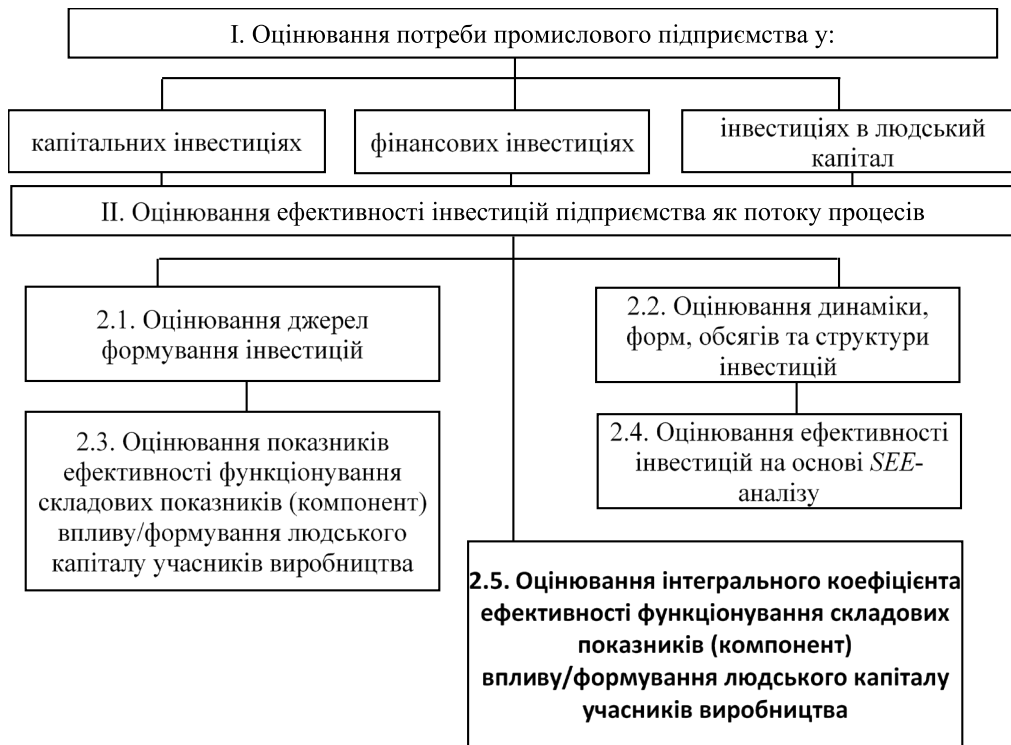 І. Оцінювання потреби промислового підприємства у:
капітальних інвестиціях
фінансових інвестиціях
інвестиціях в людський
капітал
ІІ. Оцінювання ефективності інвестицій підприємства як потоку процесів
2.1. Оцінювання джерел
формування інвестицій
2.2. Оцінювання динаміки,
форм, обсягів та структури
інвестицій
2.3. Оцінювання показників
ефективності функціонування
складових показників (компонент)
впливу/формування людського
капіталу учасників виробництва
2.4. Оцінювання ефективності
інвестицій на основі SEE-
аналізу
2.5. Оцінювання інтегрального коефіцієнта
ефективності функціонування складових
показників (компонент)
впливу/формування людського капіталу
учасників виробництва